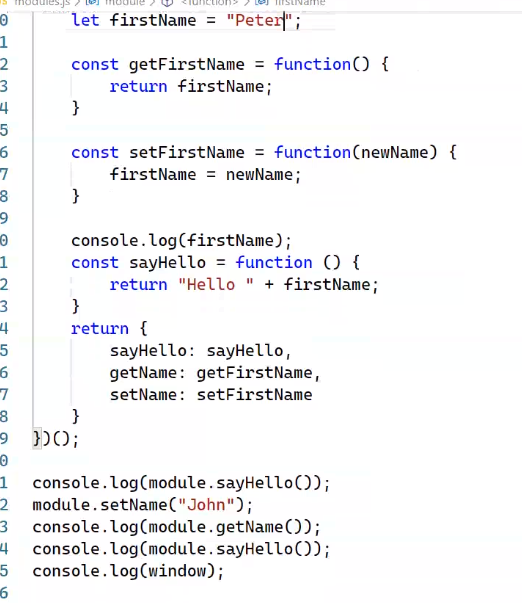 modules.js > module > <function> > firstName
0 let firstName = "Peter";
1
2 const getFirstName = function() {
3 return firstName;
4 }
5
6 const setFirstName = function(newName) {
7 firstName = newName;
8 }
9
0 console.log(firstName);
1 const sayHello = function () {
2 return "Hello " + firstName;
3 }
4 return {
5 sayHello: sayHello,
6 getName: getFirstName,
7 setName: setFirstName
8 }
9 })();
0
1 console.log(module.sayHello());
2 module.setName("John");
3 console.log(module.getName());
4 console.log(module.sayHello());
5 console.log(window);
6